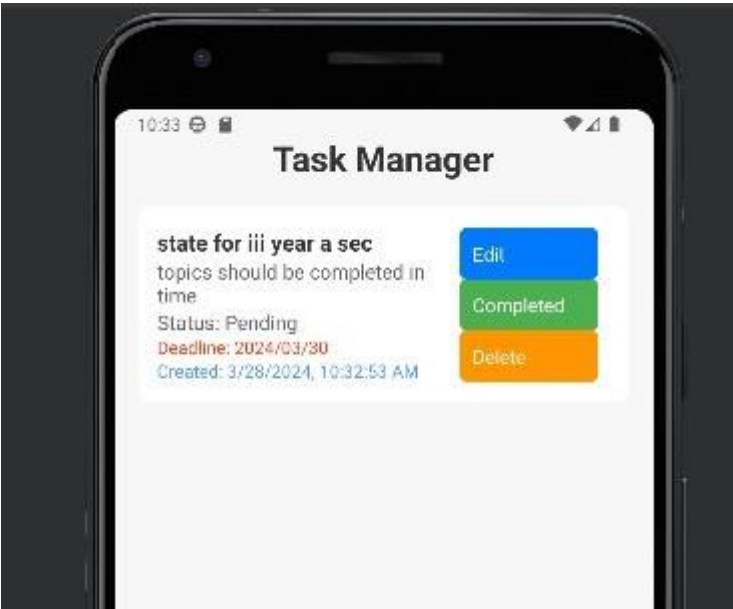 10:33
Task Manager
state for iii year a sec
topics should be completed in
time
Status: Pending
Deadline: 2024/03/30
Created: 3/28/2024, 10:32:53 AM
Edit
Completed
Delete